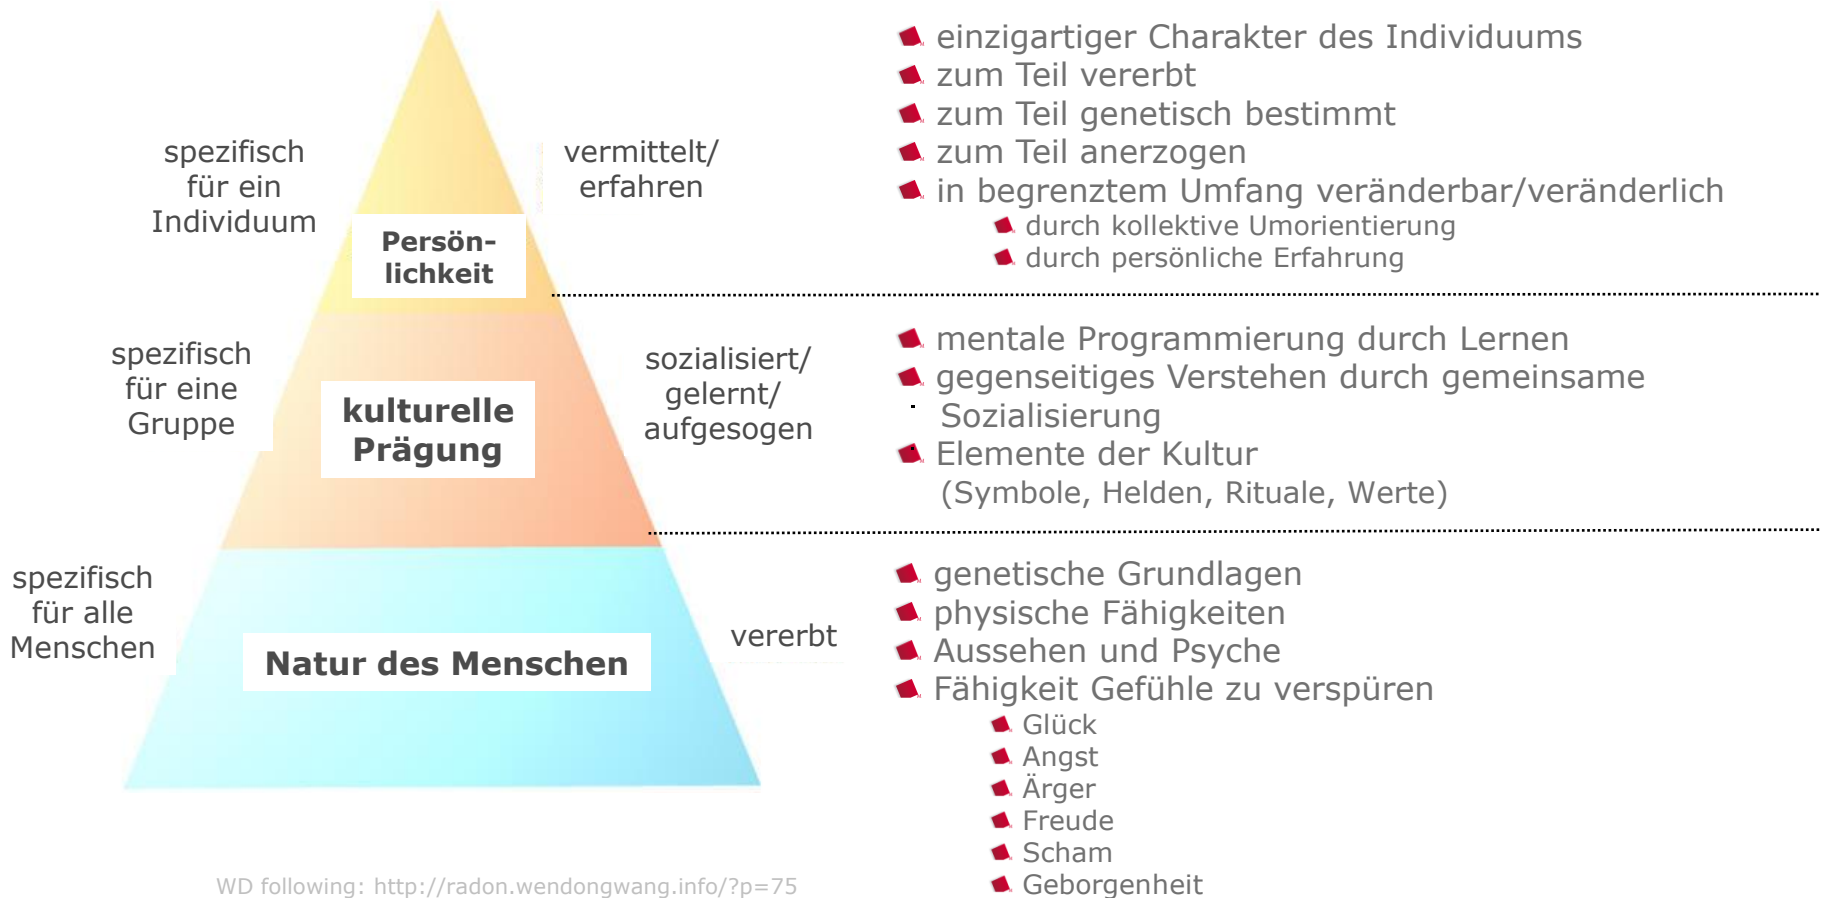 spezifisch
für ein
Individuum
Persön-
lichkeit
vermittelt/
erfahren
einzigartiger Charakter des Individuums
zum Teil vererbt
zum Teil genetisch bestimmt
zum Teil anerzogen
in begrenztem Umfang veränderbar/veränderlich
durch kollektive Umorientierung
durch persönliche Erfahrung
spezifisch
für eine
Gruppe
kulturelle
Prägung
sozialisiert/
gelernt/
aufgesogen
mentale Programmierung durch Lernen
gegenseitiges Verstehen durch gemeinsame
Sozialisierung
Elemente der Kultur
(Symbole, Helden, Rituale, Werte)
spezifisch
für alle
Menschen
Natur des Menschen
vererbt
genetische Grundlagen
physische Fähigkeiten
Aussehen und Psyche
Fähigkeit Gefühle zu verspüren
Glück
Angst
Ärger
Freude
Scham
Geborgenheit
WD following: http://radon.wendongwang.info/?p=75